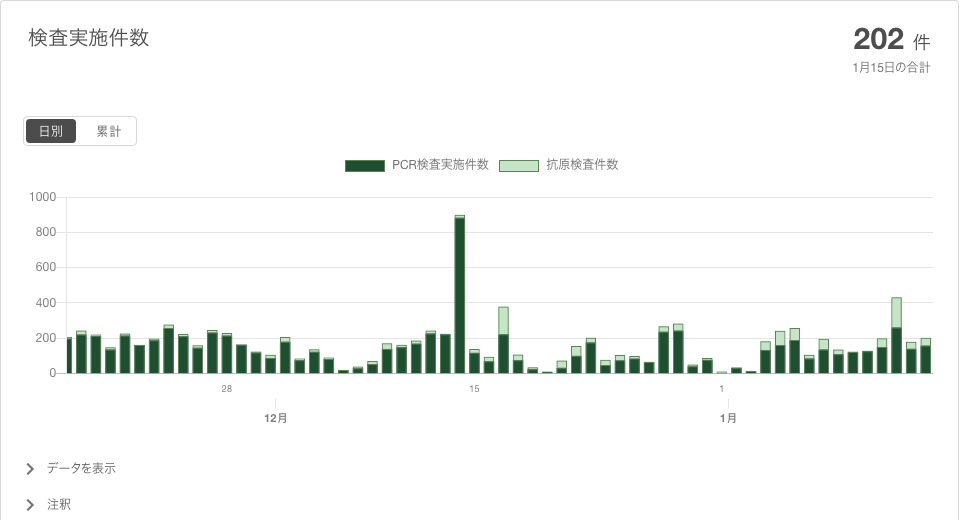 検査実施件数
202 件
1月15日の合計
日別 累計
PCR検査実施件数 抗原検査件数
1000
800
600
400
200
0
28 15 1
12月 1月
データを表示
注釈